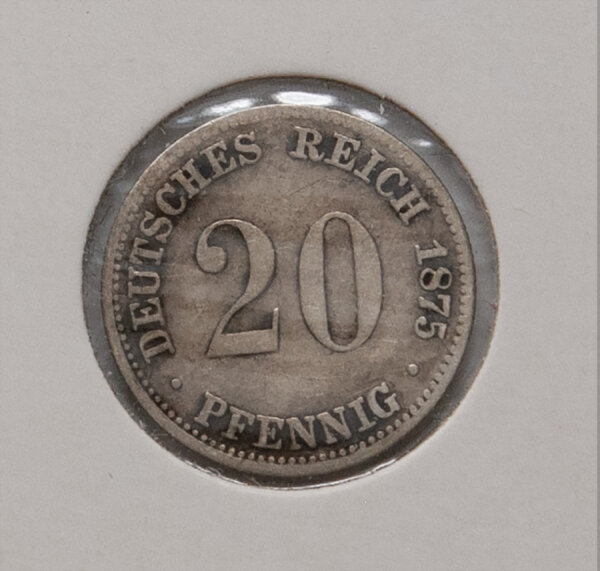 DEUTSCHES REICH 1875
20
PFENNIG